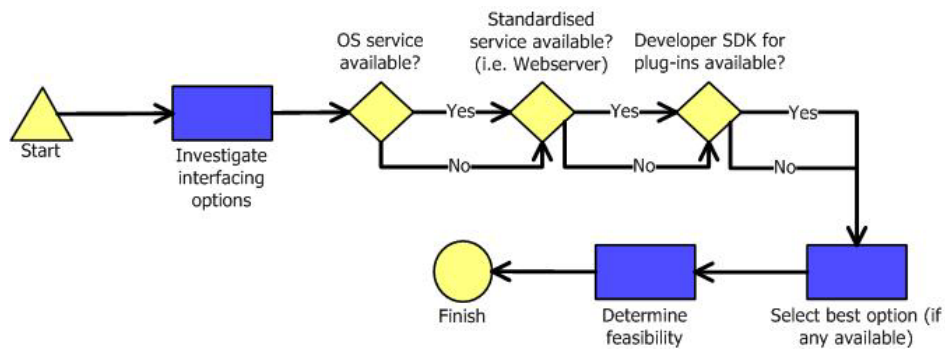 OS service
available?
Standardised
service available?
(i.e. Webserver)
Developer SDK for
plug-ins available?
Start
Investigate
interfacing
options
Yes
No
Yes
No
Yes
No
Finish
Determine
feasibility
Select best option (if
any available)